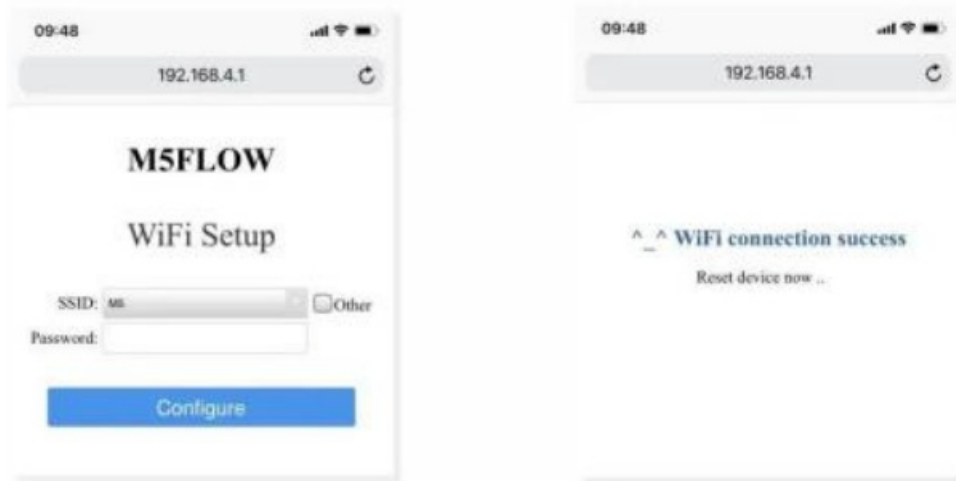 09:48
192.168.4.1
M5FLOW
WiFi Setup
SSID: M5 Other
Password:
Configure
09:48
192.168.4.1
^_^ WiFi connection success
Reset device now ..